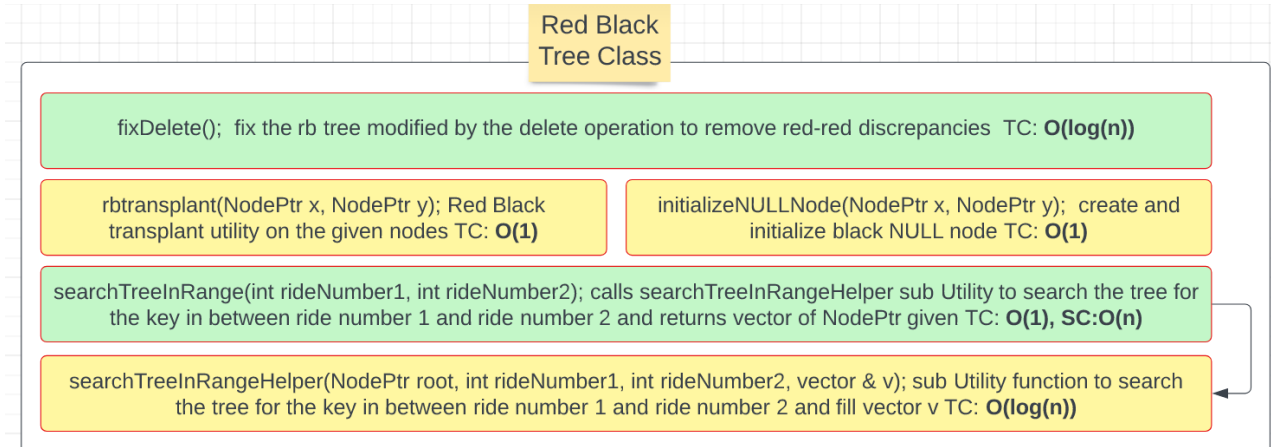 Red Black
Tree Class
fixDelete();  fix the rb tree modified by the delete operation to remove red-red discrepancies  TC: O(log(n))
rbtransplant(NodePtr x, NodePtr y); Red Black
transplant utility on the given nodes TC: O(1)
initializeNULLNode(NodePtr x, NodePtr y);  create and
initialize black NULL node TC: O(1)
searchTreeInRange(int rideNumber1, int rideNumber2); calls searchTreeInRangeHelper sub Utility to search the tree for
the key in between ride number 1 and ride number 2 and returns vector of NodePtr given TC: O(1), SC:O(n)
searchTreeInRangeHelper(NodePtr root, int rideNumber1, int rideNumber2, vector & v); sub Utility function to search
the tree for the key in between ride number 1 and ride number 2 and fill vector v TC: O(log(n))